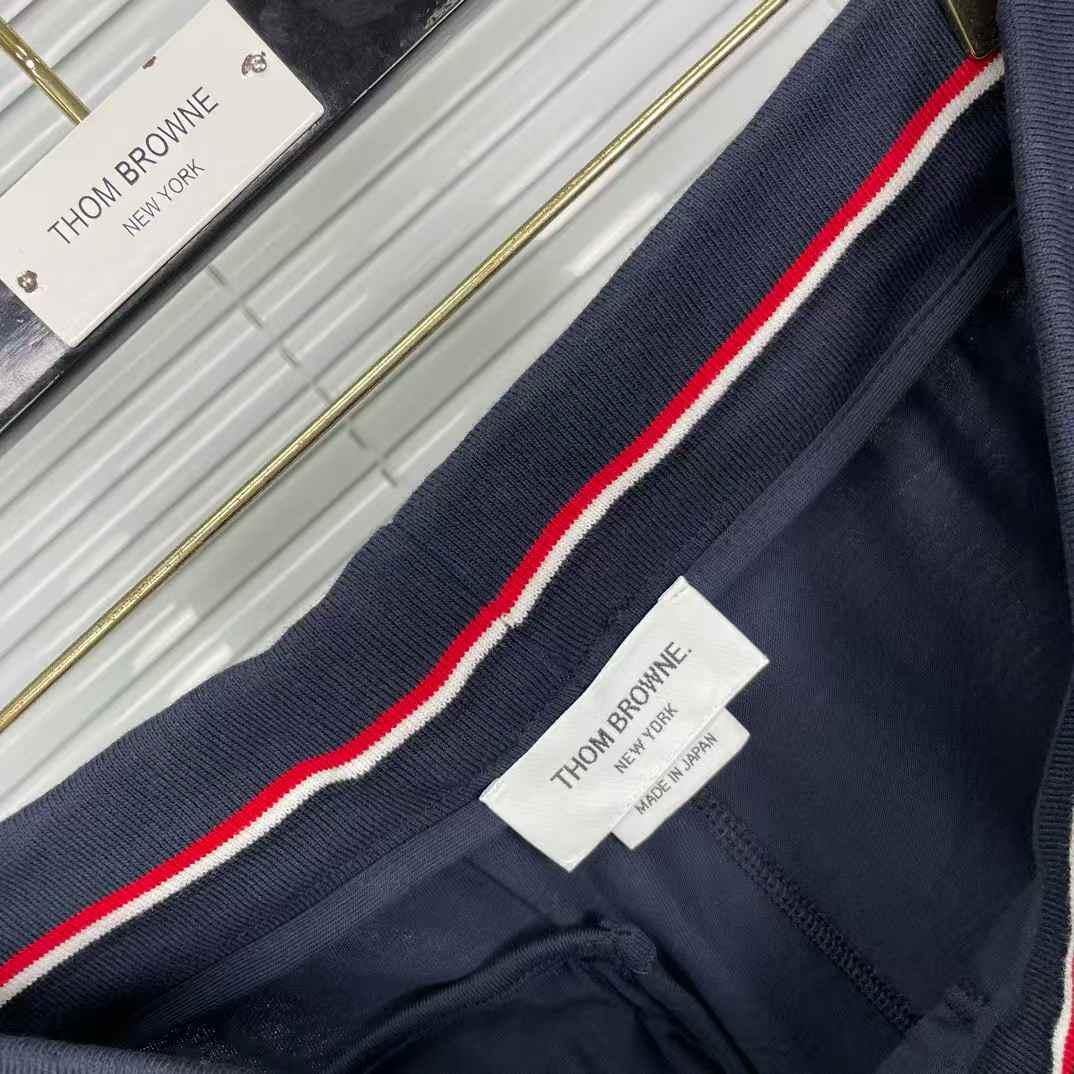 THOM BROWNE
NEW YORK
THOM BROWNE.
NEW YORK
MADE IN JAPAN